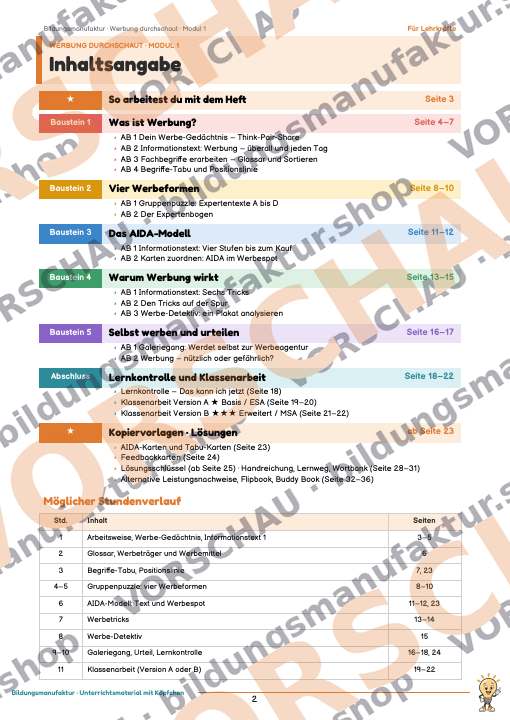 Bildungsmanufaktur · Werbung durchschaut · Modul 1 Für Lehrkräfte
WERBUNG DURCHSCHAUT · MODUL 1
Inhaltsangabe
★ So arbeitest du mit dem Heft Seite 3
Baustein 1 Was ist Werbung? Seite 4–7
◦ AB 1 Dein Werbe-Gedächtnis – Think-Pair-Share
◦ AB 2 Informationstext: Werbung – überall und jeden Tag
◦ AB 3 Fachbegriffe erarbeiten – Glossar und Sortieren
◦ AB 4 Begriffe-Tabu und Positionslinie
Baustein 2 Vier Werbeformen Seite 8–10
◦ AB 1 Gruppenpuzzle: Expertentexte A bis D
◦ AB 2 Der Expertenbogen
Baustein 3 Das AIDA-Modell Seite 11–12
◦ AB 1 Informationstext: Vier Stufen bis zum Kauf
◦ AB 2 Karten zuordnen: AIDA im Werbespot
Baustein 4 Warum Werbung wirkt Seite 13–15
◦ AB 1 Informationstext: Sechs Tricks
◦ AB 2 Den Tricks auf der Spur
◦ AB 3 Werbe-Detektiv: ein Plakat analysieren
Baustein 5 Selbst werben und urteilen Seite 16–17
◦ AB 1 Galeriegang: Werdet selbst zur Werbeagentur
◦ AB 2 Werbung – nützlich oder gefährlich?
Abschluss Lernkontrolle und Klassenarbeit Seite 18–22
◦ Lernkontrolle – Das kann ich jetzt (Seite 18)
◦ Klassenarbeit Version A ★ Basis / ESA (Seite 19–20)
◦ Klassenarbeit Version B ★★★ Erweitert / MSA (Seite 21–22)
★ Kopiervorlagen · Lösungen ab Seite 23
◦ AIDA-Karten und Tabu-Karten (Seite 23)
◦ Feedbackkarten (Seite 24)
◦ Lösungsschlüssel (ab Seite 25) · Handreichung, Lernweg, Wortbank (Seite 28–31)
◦ Alternative Leistungsnachweise, Flipbook, Buddy Book (Seite 32–36)
Möglicher Stundenverlauf
Std. Inhalt Seiten
1 Arbeitsweise, Werbe-Gedächtnis, Informationstext 1 3–5
2 Glossar, Werbeträger und Werbemittel 6
3 Begriffe-Tabu, Positionslinie 7, 23
4–5 Gruppenpuzzle: vier Werbeformen 8–10
6 AIDA-Modell: Text und Werbespot 11–12, 23
7 Werbetricks 13–14
8 Werbe-Detektiv 15
9–10 Galeriegang, Urteil, Lernkontrolle 16–18, 24
11 Klassenarbeit (Version A oder B) 19–22
Bildungsmanufaktur · Unterrichtsmaterial mit Köpfchen
2
VORSCHAU · bildungsmanufaktur.shop
VORSCHAU